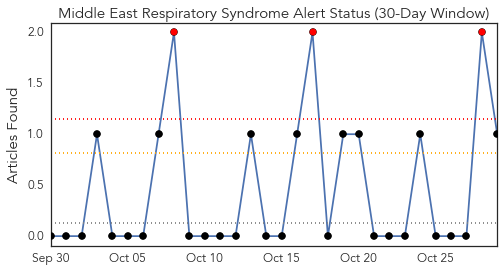 Middle East Respiratory Syndrome Alert Status (30-Day Window)
Articles Found
2.0
1.5
1.0
0.5
0.0
Sep 30 Oct 05 Oct 10 Oct 15 Oct 20 Oct 25